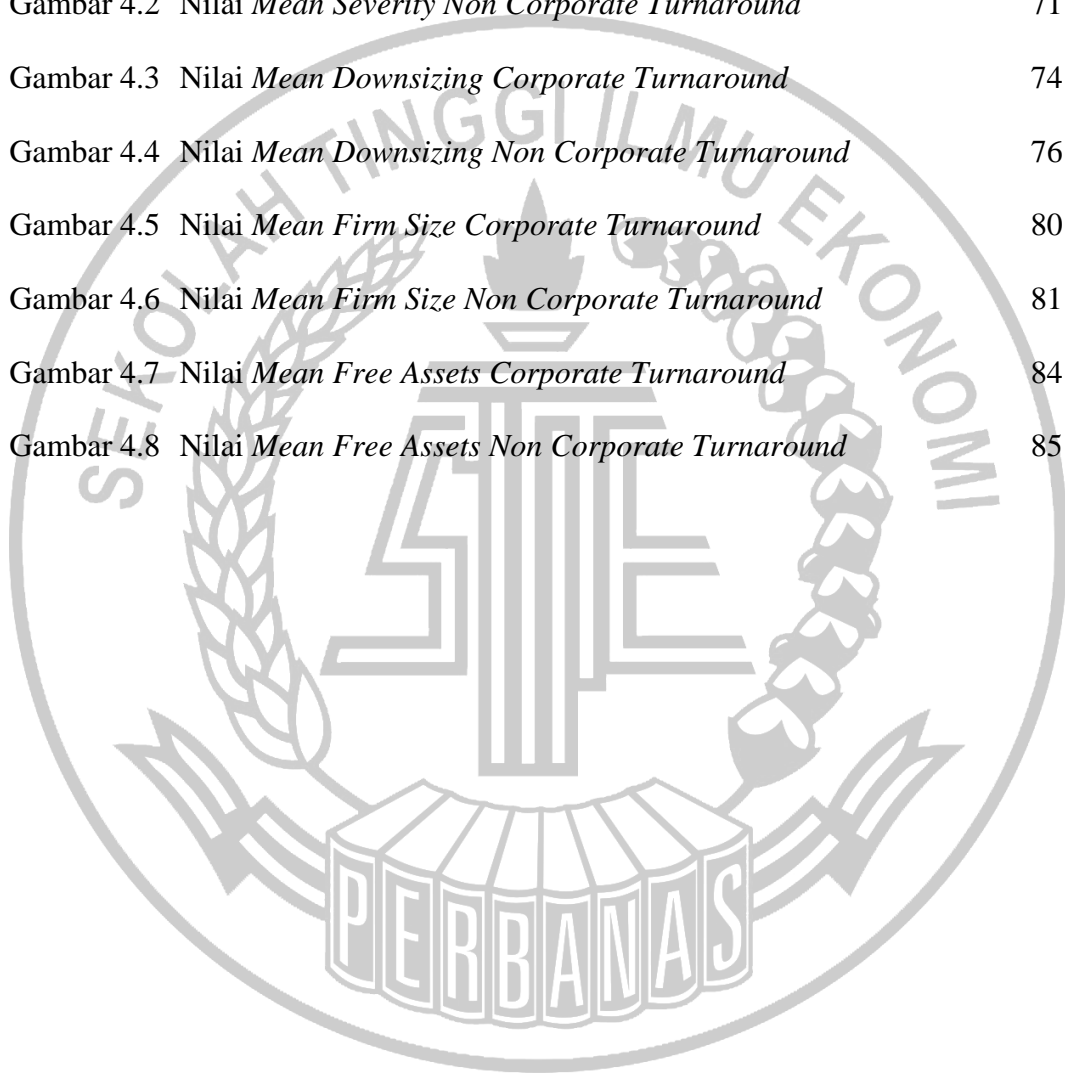 Gambar 4.2 Nilai Mean Severity Non Corporate Turnaround 71
Gambar 4.3 Nilai Mean Downsizing Corporate Turnaround 74
Gambar 4.4 Nilai Mean Downsizing Non Corporate Turnaround 76
Gambar 4.5 Nilai Mean Firm Size Corporate Turnaround 80
Gambar 4.6 Nilai Mean Firm Size Non Corporate Turnaround 81
Gambar 4.7 Nilai Mean Free Assets Corporate Turnaround 84
Gambar 4.8 Nilai Mean Free Assets Non Corporate Turnaround 85
SEKOLAH TINGGI ILMU EKONOMI
STIE
PERBANAS